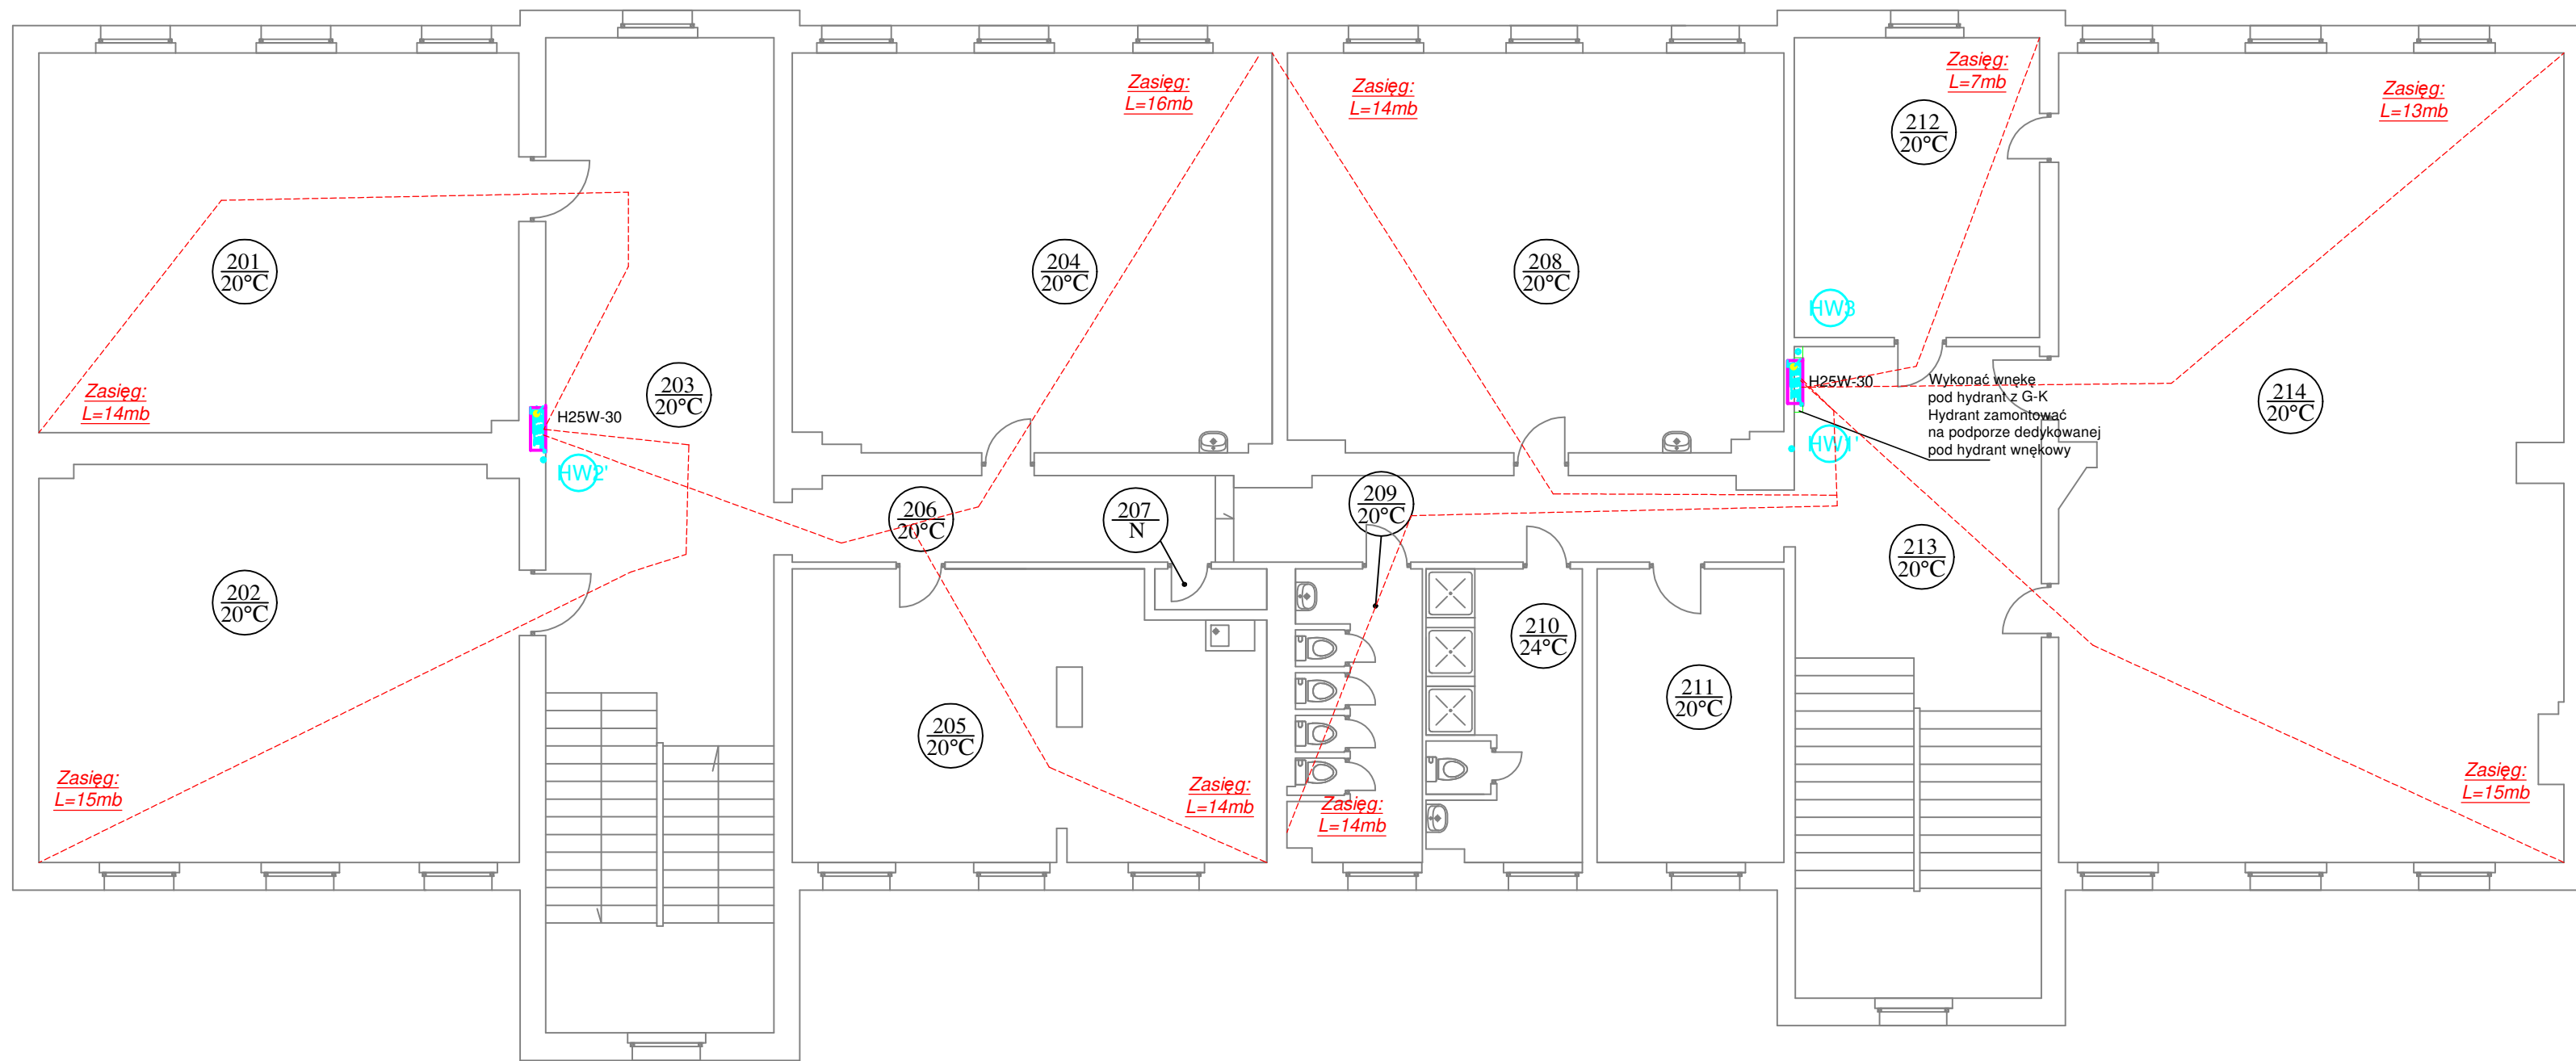 Zasięg:
L=16mb
Zasięg:
L=14mb
Zasięg:
L=7mb
Zasięg:
L=13mb
212
20°C
201
20°C
204
20°C
208
20°C
HW3
203
20°C
Zasięg:
L=14mb
H25W-30
H25W-30
Wykonać wnękę
pod hydrant z G-K
Hydrant zamontować
na podporze dedykowanej
pod hydrant wnękowy
214
20°C
HW2'
HW1'
206
20°C
207
N
209
20°C
213
20°C
202
20°C
210
24°C
211
20°C
205
20°C
Zasięg:
L=15mb
Zasięg:
L=14mb
Zasięg:
L=14mb
Zasięg:
L=15mb